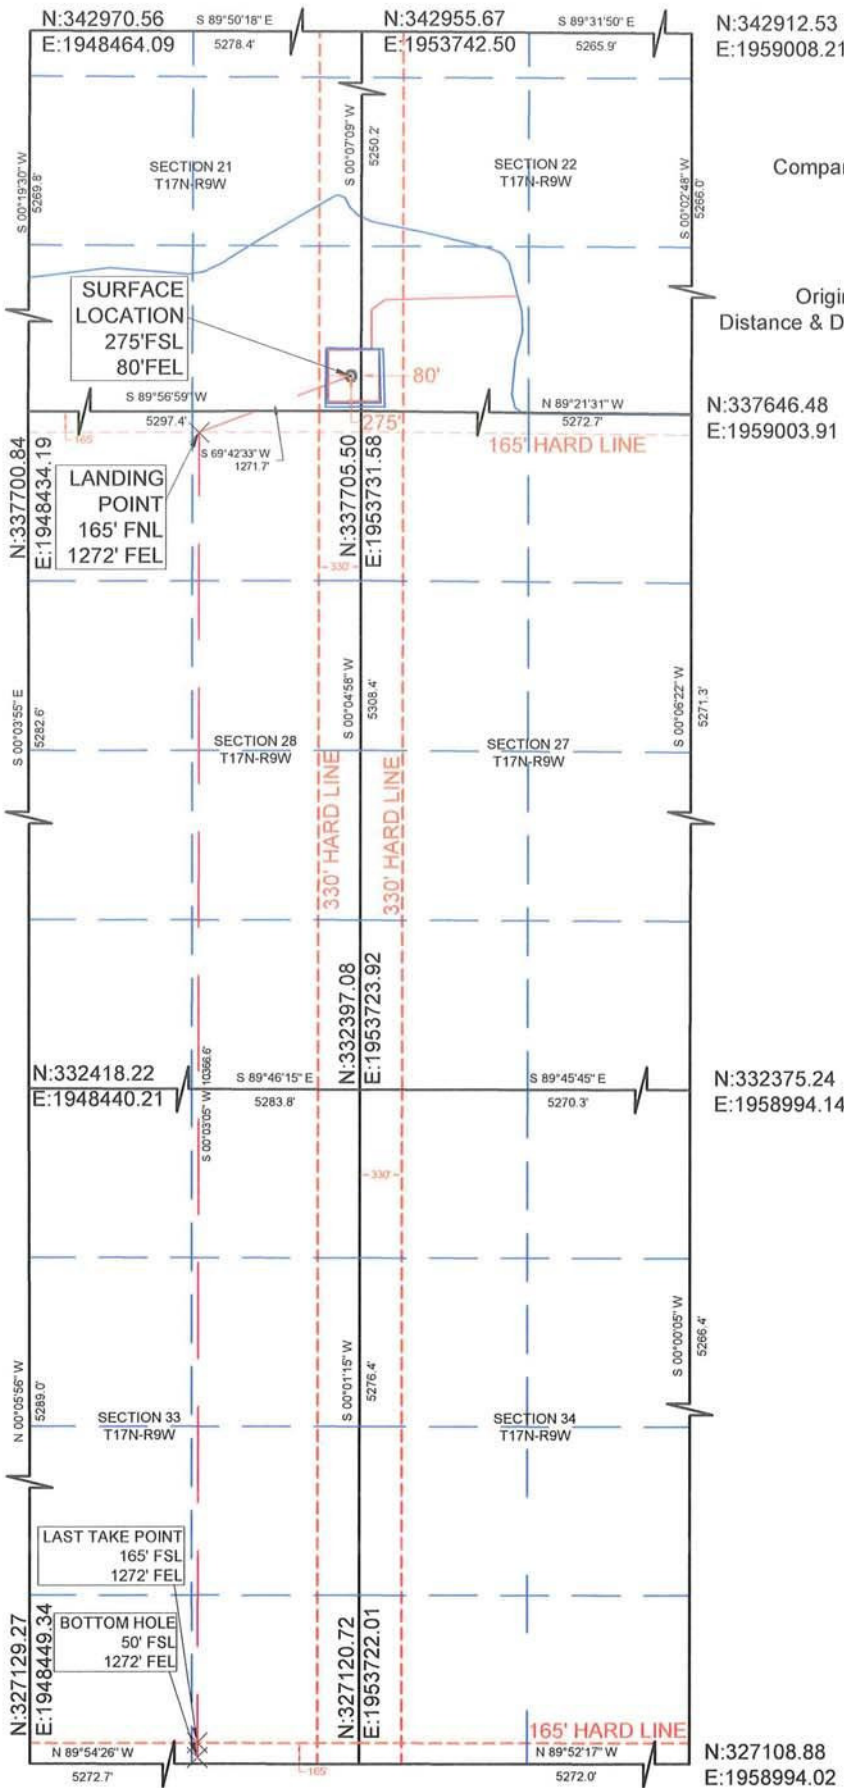 N:342970.56
E:1948464.09
S 89°50'18" E
5278.4'
N:342955.67
E:1953742.50
S 89°31'50" E
5265.9'
N:342912.53
E:1959008.21
S 00°19'30" W
5269.8'
SECTION 21
T17N-R9W
S 00°07'09" W
5250.2'
SECTION 22
T17N-R9W
S 00°02'48" W
5266.0'
Compar
Origin
Distance & D
SURFACE
LOCATION
275'FSL
80'FEL
80'
275'
S 89°56'59" W
5297.4'
N 89°21'31" W
5272.7'
N:337646.48
E:1959003.91
165'
165' HARD LINE
S 69°42'33" W
1271.7'
LANDING
POINT
165' FNL
1272' FEL
N:337700.84
E:1948434.19
N:337705.50
E:1953731.58
330'
S 00°03'55" E
5282.6'
SECTION 28
T17N-R9W
S 00°04'58" W
5308.4'
SECTION 27
T17N-R9W
S 00°06'22" W
5271.3'
330' HARD LINE
330' HARD LINE
N:332397.08
E:1953723.92
N:332418.22
E:1948440.21
S 00°03'05" W 10366.6'
S 89°46'15" E
5283.8'
S 89°45'45" E
5270.3'
N:332375.24
E:1958994.14
330'
N 00°05'56" W
5289.0'
SECTION 33
T17N-R9W
S 00°01'15" W
5276.4'
SECTION 34
T17N-R9W
S 00°00'05" W
5266.4'
LAST TAKE POINT
165' FSL
1272' FEL
BOTTOM HOLE
50' FSL
1272' FEL
N:327129.27
E:1948449.34
N:327120.72
E:1953722.01
165' HARD LINE
N 89°54'26" W
5272.7'
165'
N 89°52'17" W
5272.0'
N:327108.88
E:1958994.02